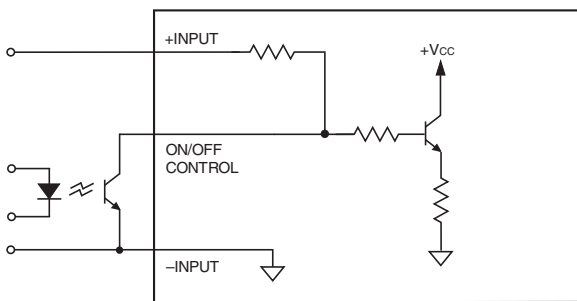 +INPUT
+Vcc
ON/OFF
CONTROL
–INPUT